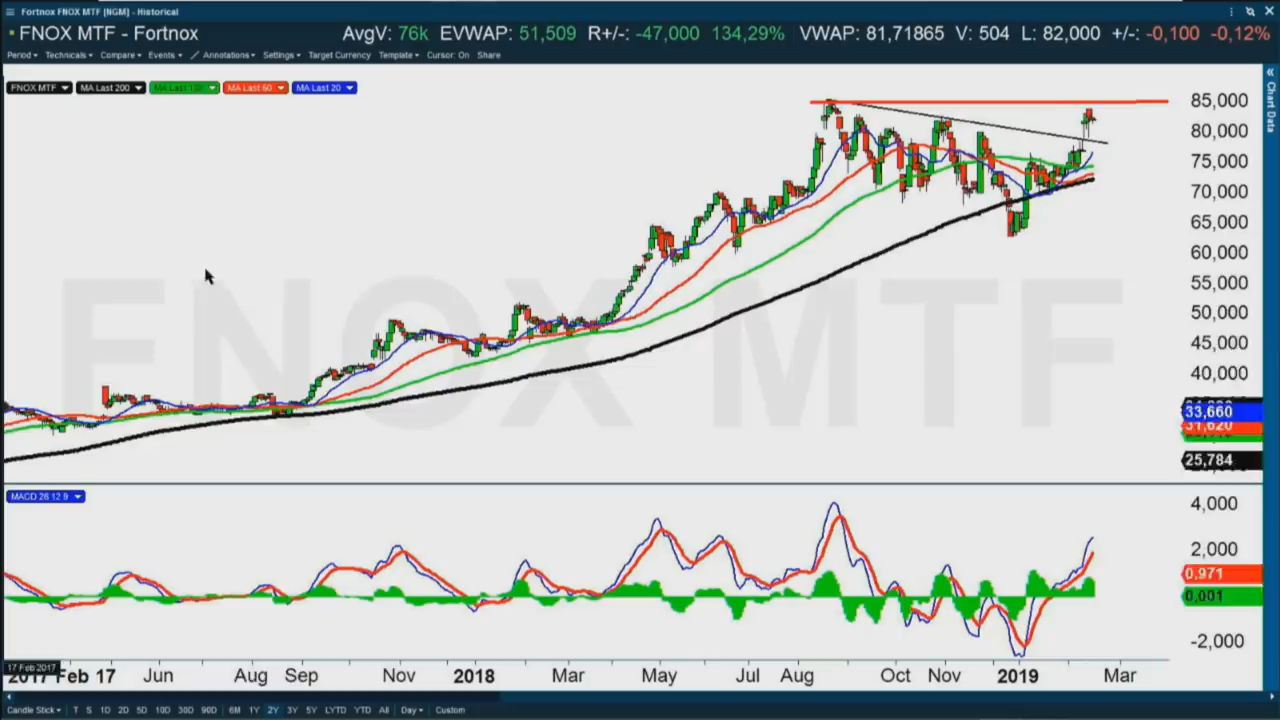 Fortnox FNOX MTF [NGM] - Historical
FNOX MTF - Fortnox AvgV: 76k EVWAP: 51,509 R+/-: -47,000 134,29% VWAP: 81,71865 V: 504 L: 82,000 +/-: -0,100 -0,12%
Period Technicals Compare Events Annotations Settings Target Currency Template Cursor: On Share
Chart Data
FNOX MTF MA Last 200 MA Last MA Last 20
85,000
80,000
75,000
70,000
65,000
60,000
55,000
50,000
45,000
40,000
FNOX MTF
33,660
31,620
25,784
MACD 26 12 9
4,000
2,000
0,971
0,001
-2,000
17 Feb 2017
2017 Feb 17 Jun Aug Sep Nov 2018 Mar May Jul Aug Oct Nov 2019 Mar
Candle Stick T S 1D 2D 5D 10D 30D 90D 6M 1Y 2Y 3Y 5Y LYTD YTD All Day Custom